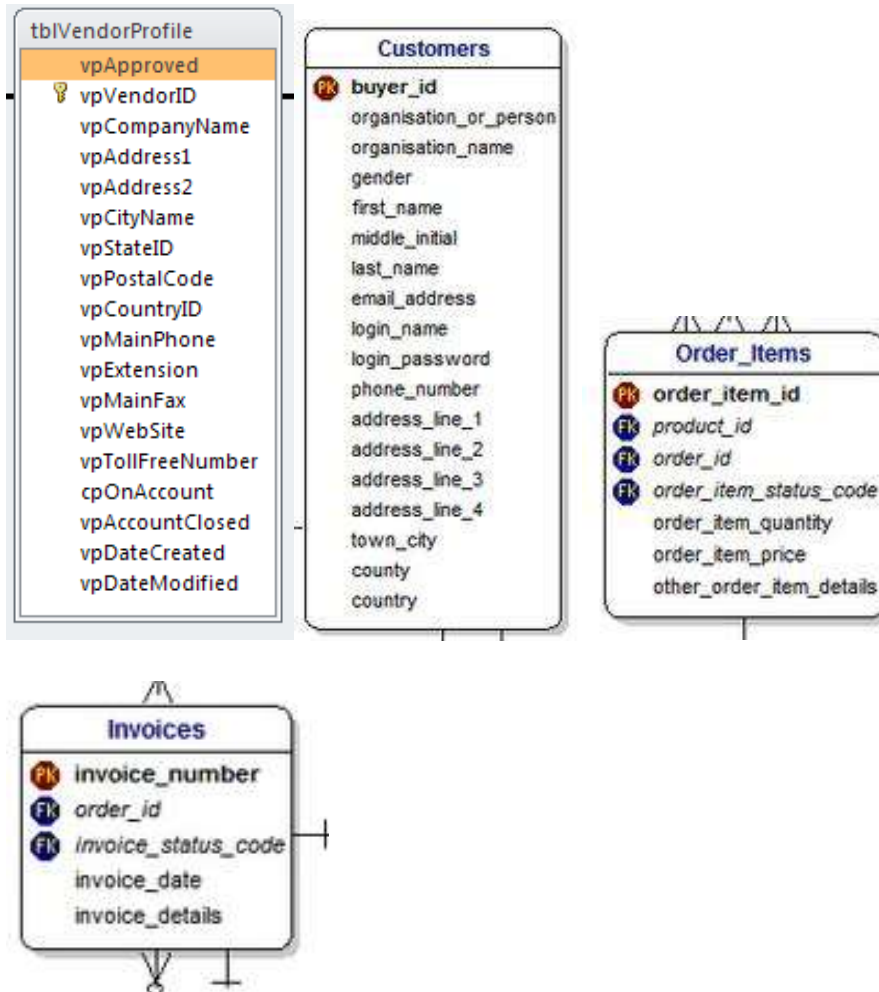 tblVendorProfile
vpApproved
vpVendorID
vpCompanyName
vpAddress1
vpAddress2
vpCityName
vpStateID
vpPostalCode
vpCountryID
vpMainPhone
vpExtension
vpMainFax
vpWebSite
vpTollFreeNumber
cpOnAccount
vpAccountClosed
vpDateCreated
vpDateModified
Customers
PK buyer_id
organisation_or_person
organisation_name
gender
first_name
middle_initial
last_name
email_address
login_name
login_password
phone_number
address_line_1
address_line_2
address_line_3
address_line_4
town_city
county
country
Order_Items
PK order_item_id
FK product_id
FK order_id
FK order_item_status_code
order_item_quantity
order_item_price
other_order_item_details
Invoices
PK invoice_number
FK order_id
FK invoice_status_code
invoice_date
invoice_details